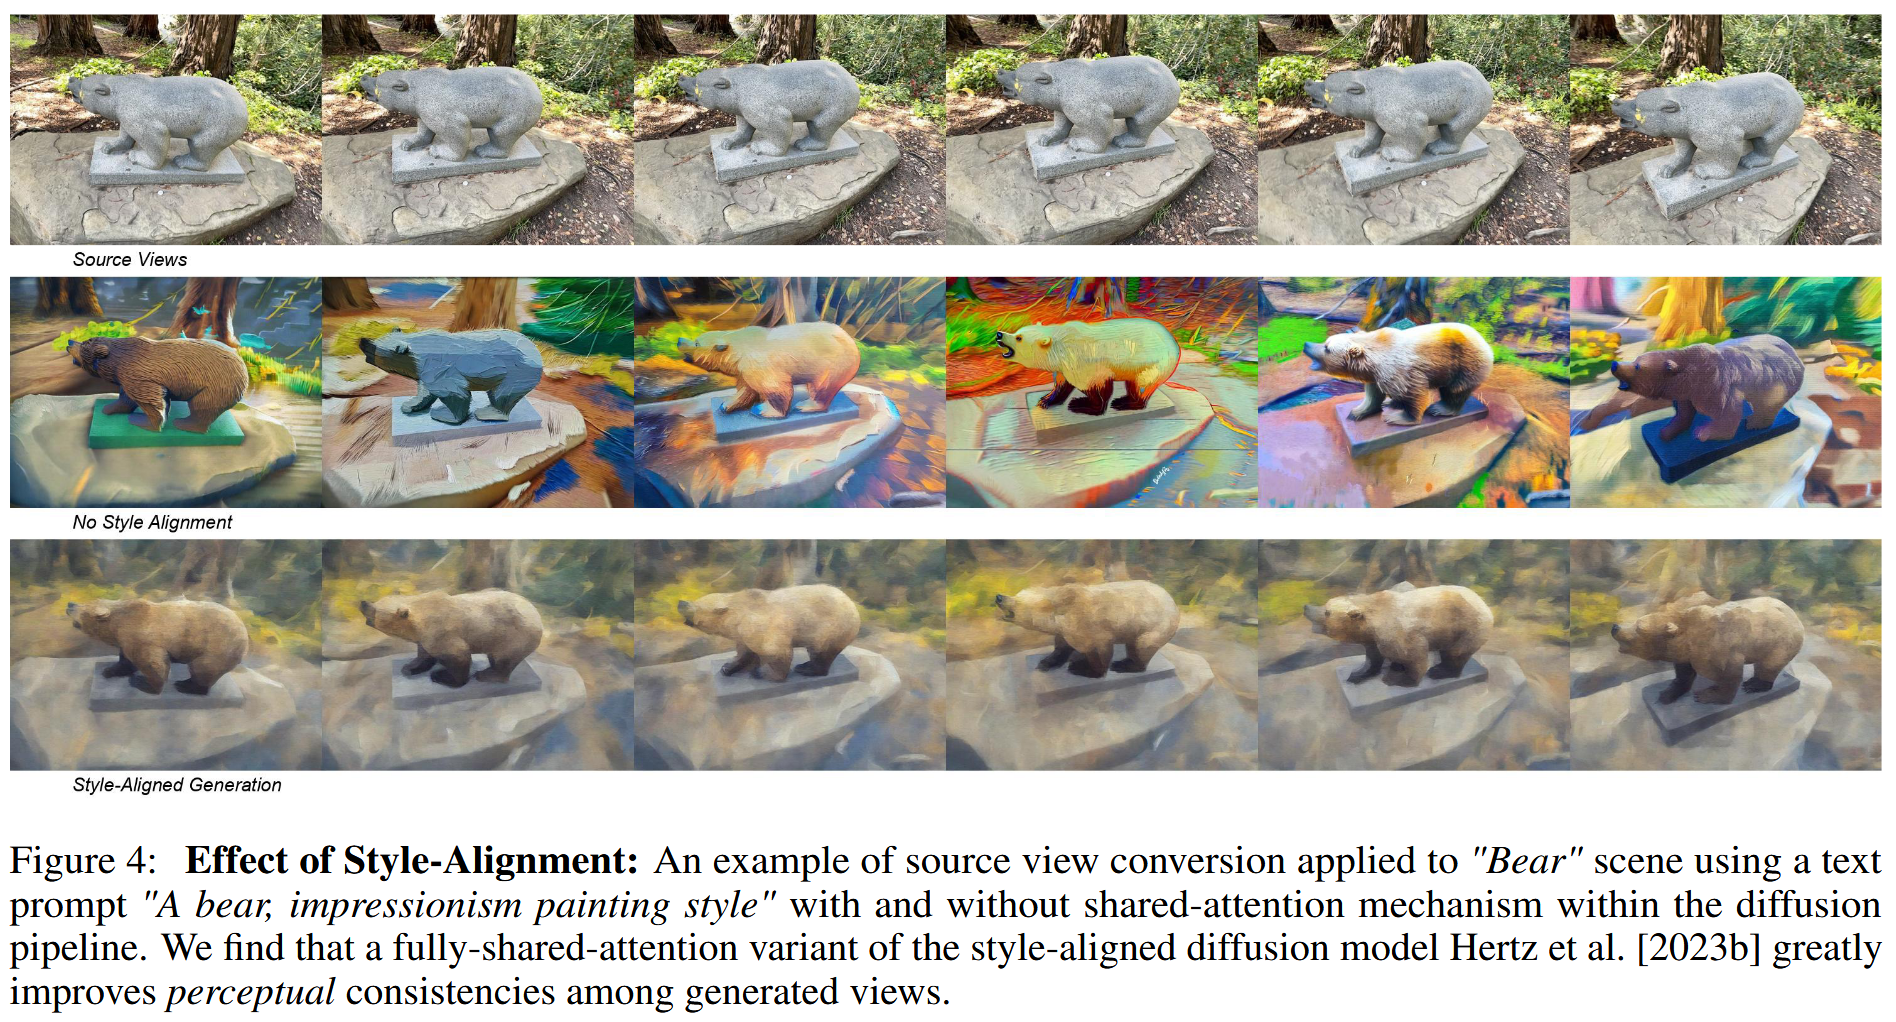 Source Views
No Style Alignment
Style-Aligned Generation
Figure 4: Effect of Style-Alignment: An example of source view conversion applied to "Bear" scene using a text
prompt "A bear, impressionism painting style" with and without shared-attention mechanism within the diffusion
pipeline. We find that a fully-shared-attention variant of the style-aligned diffusion model Hertz et al. [2023b] greatly
improves perceptual consistencies among generated views.